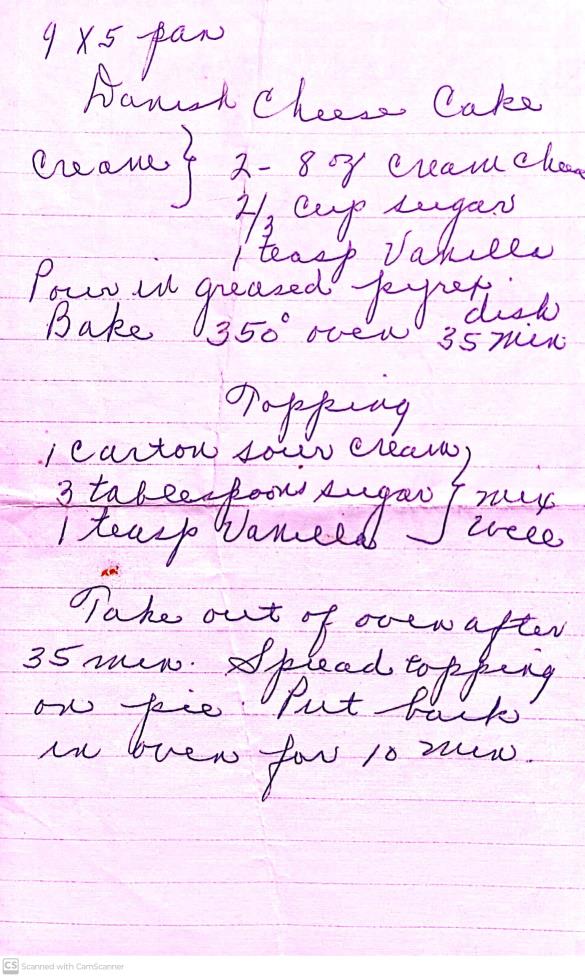 9 X 5 pan
Danish Cheese Cake
Cream } 2 - 8 oz cream chees
2/3 cup sugar
1 teasp Vanilla
Pour in greased pyrex
dish
Bake 350° oven 35 min
Topping
1 carton sour cream
3 tablespoons sugar } mix
1 teasp Vanilla well
Take out of oven after
35 min. Spread topping
on pie. Put back
in oven for 10 min.
CS Scanned with CamScanner